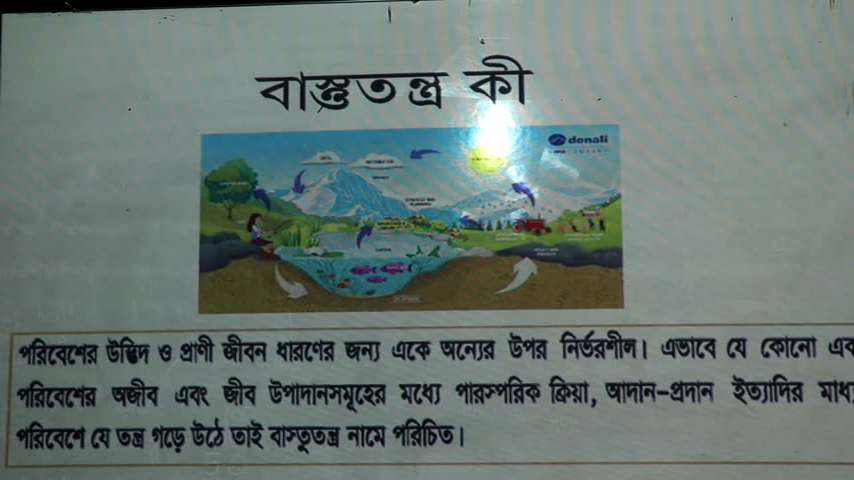 বাস্তুতন্ত্র কী
denali
পরিবেশের উদ্ভিদ ও প্রাণী জীবন ধারণের জন্য একে অন্যের উপর নির্ভরশীল। এভাবে যে কোনো এক
পরিবেশের অজীব এবং জীব উপাদানসমূহের মধ্যে পারস্পরিক ক্রিয়া, আদান-প্রদান ইত্যাদির মাধ্য
পরিবেশে যে তন্ত্র গড়ে উঠে তাই বাস্তুতন্ত্র নামে পরিচিত।